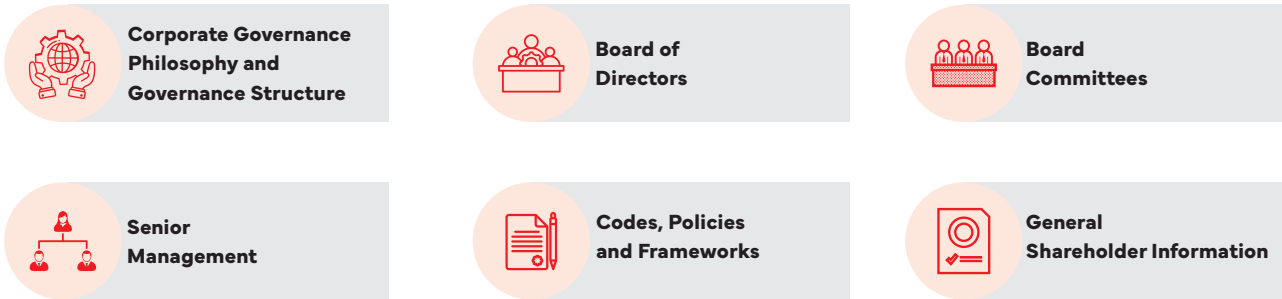 Corporate Governance
Philosophy and
Governance Structure
Board of
Directors
Board
Committees
Senior
Management
Codes, Policies
and Frameworks
General
Shareholder Information